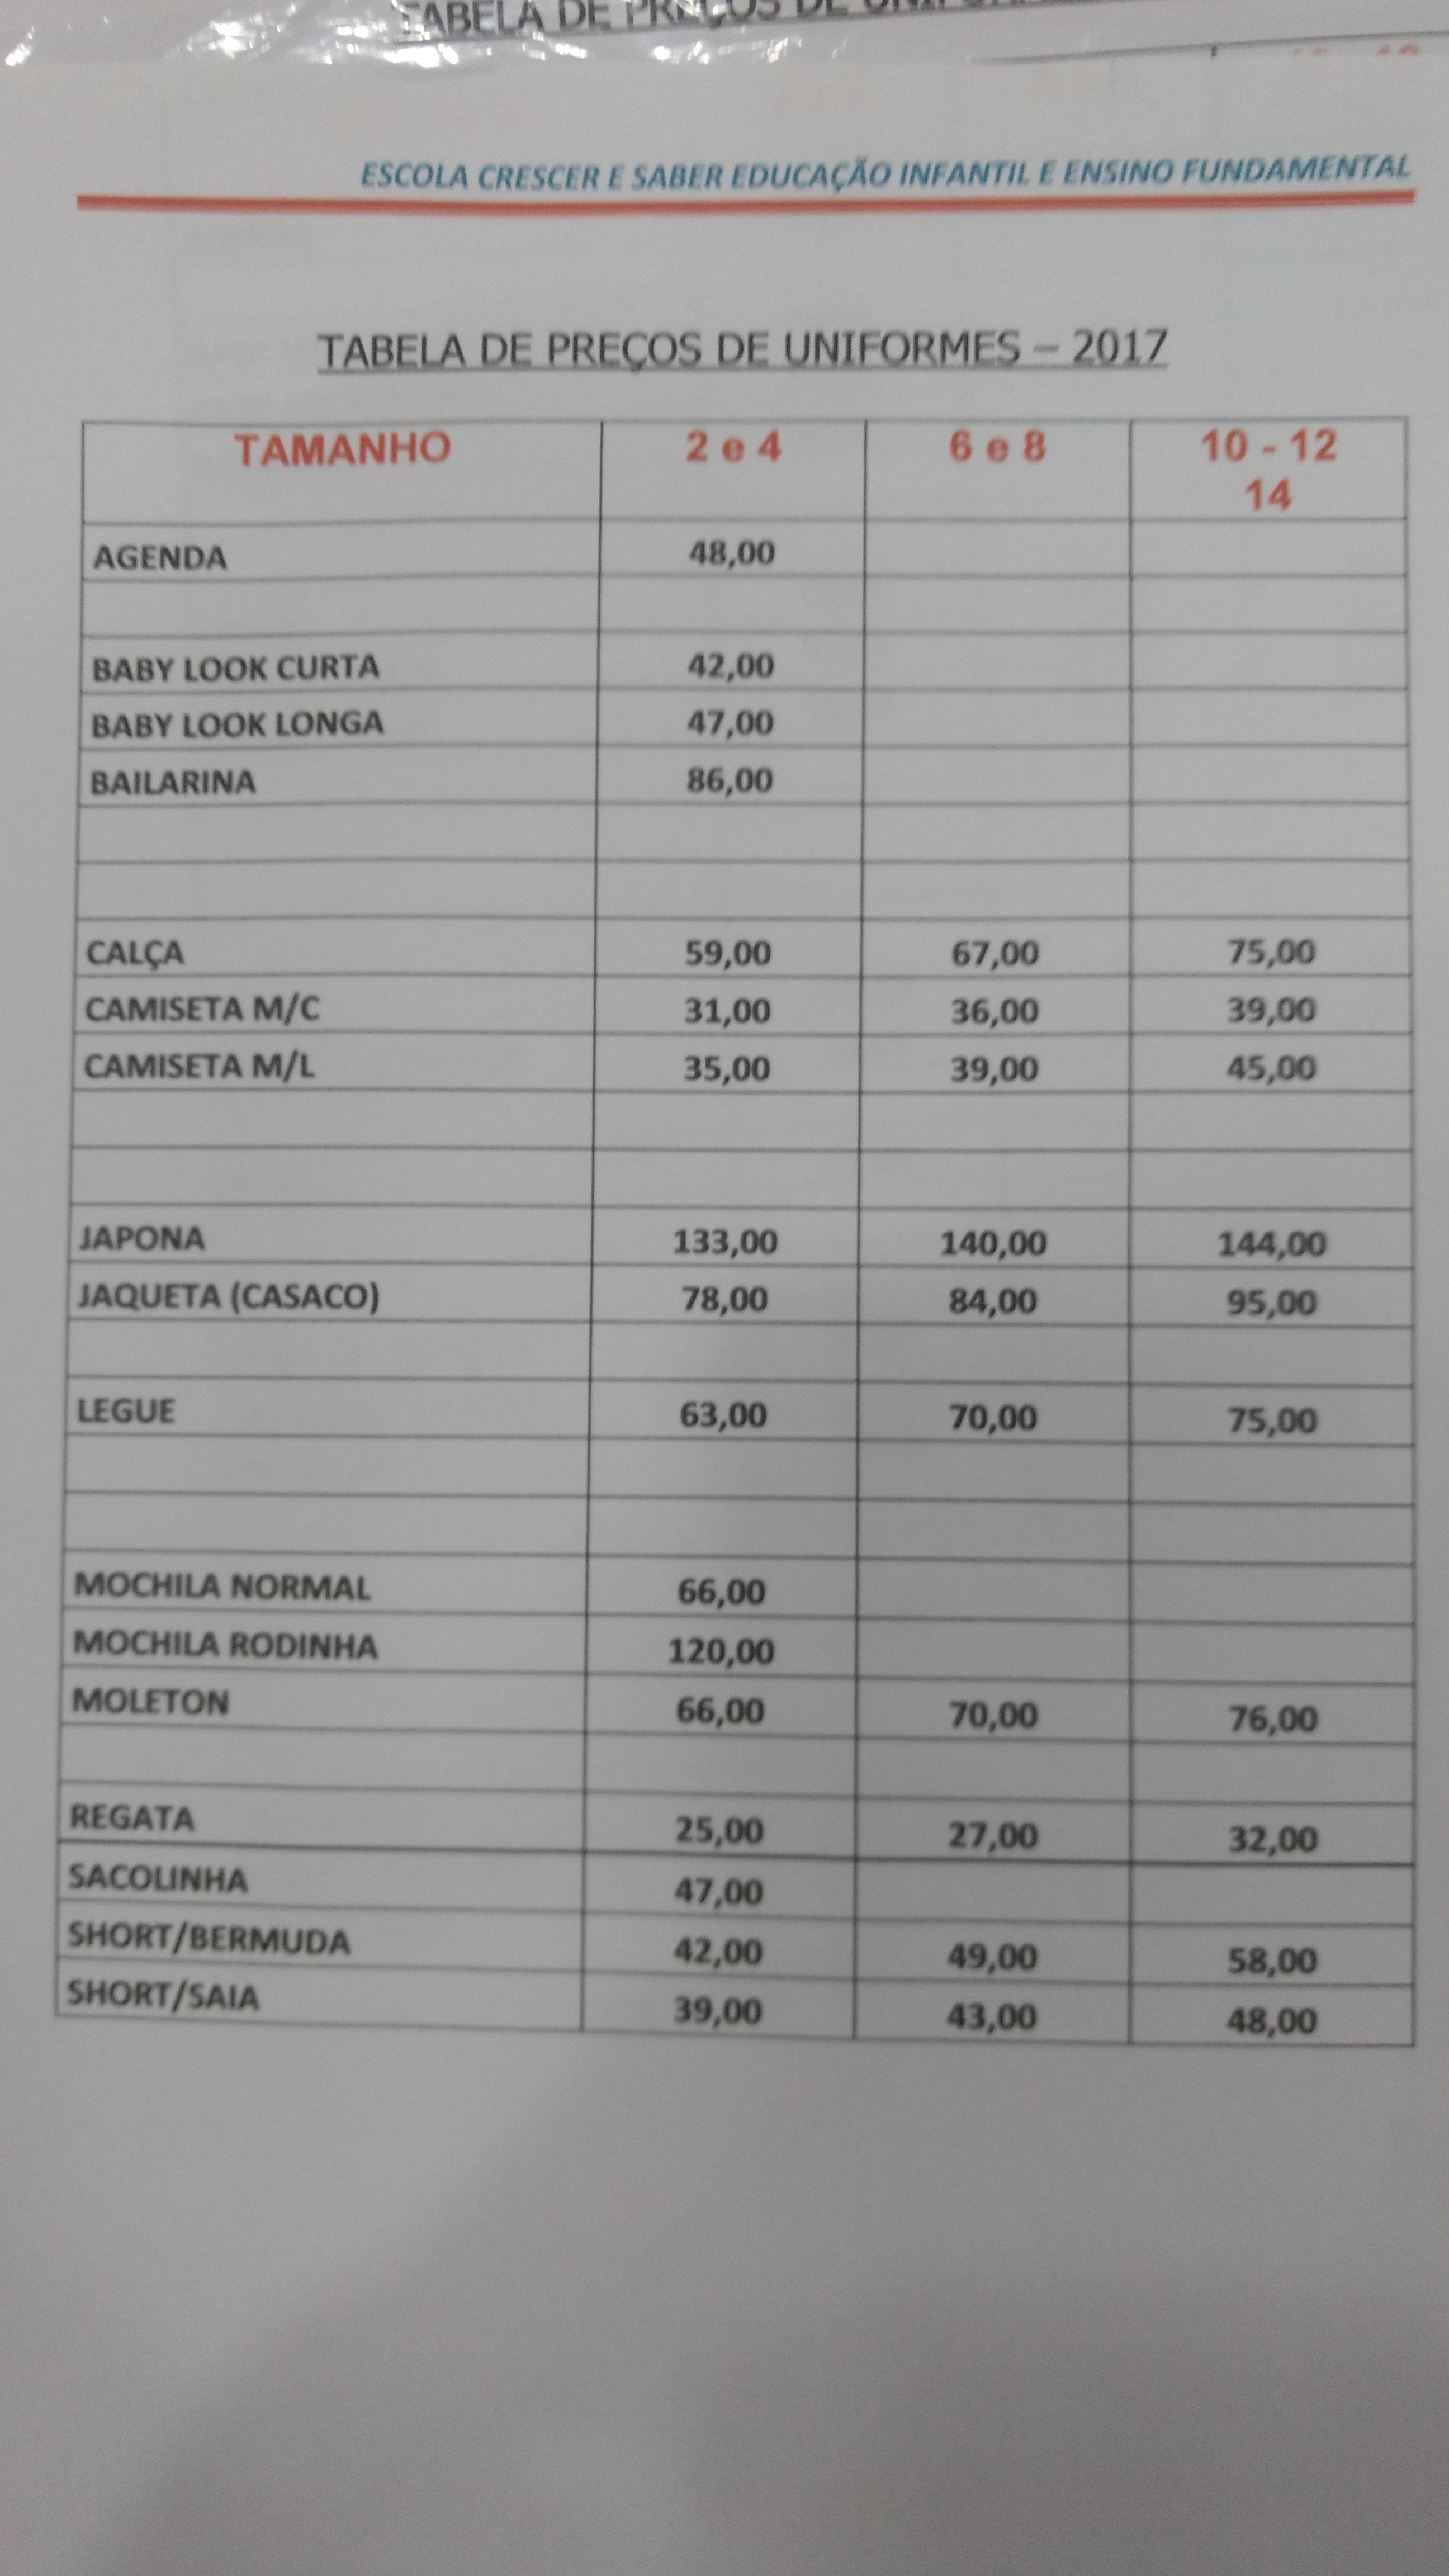 TABELA DE PREÇOS DE
ESCOLA CRESCER E SABER EDUCAÇÃO INFANTIL E ENSINO FUNDAMENTAL
TABELA DE PREÇOS DE UNIFORMES – 2017
TAMANHO 2 e 4 6 e 8 10 - 12
14
AGENDA 48,00
BABY LOOK CURTA 42,00
BABY LOOK LONGA 47,00
BAILARINA 86,00
CALÇA 59,00 67,00 75,00
CAMISETA M/C 31,00 36,00 39,00
CAMISETA M/L 35,00 39,00 45,00
JAPONA 133,00 140,00 144,00
JAQUETA (CASACO) 78,00 84,00 95,00
LEGUE 63,00 70,00 75,00
MOCHILA NORMAL 66,00
MOCHILA RODINHA 120,00
MOLETON 66,00 70,00 76,00
REGATA 25,00 27,00 32,00
SACOLINHA 47,00
SHORT/BERMUDA 42,00 49,00 58,00
SHORT/SAIA 39,00 43,00 48,00